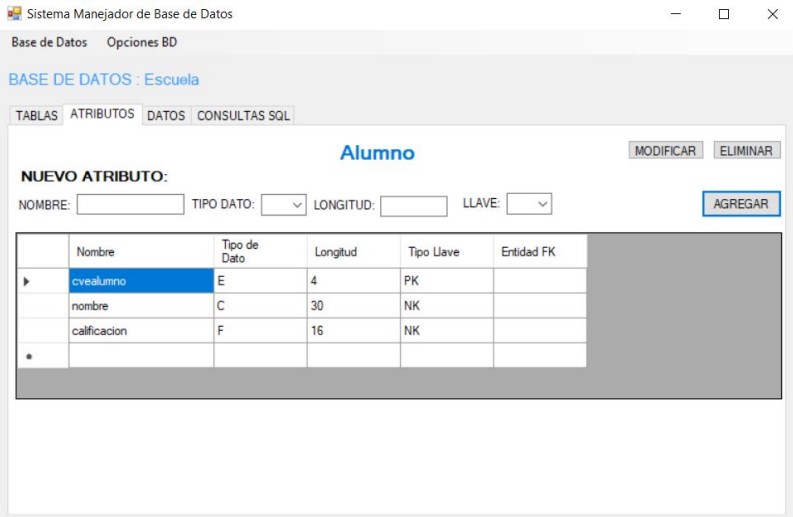 Sistema Manejador de Base de Datos
Base de Datos Opciones BD
BASE DE DATOS : Escuela
TABLAS ATRIBUTOS DATOS CONSULTAS SQL
Alumno
MODIFICAR ELIMINAR
NUEVO ATRIBUTO:
NOMBRE: TIPO DATO: LONGITUD: LLAVE: AGREGAR
Nombre Tipo de Dato Longitud Tipo Llave Entidad FK
cvealumno E 4 PK
nombre C 30 NK
calificacion F 16 NK